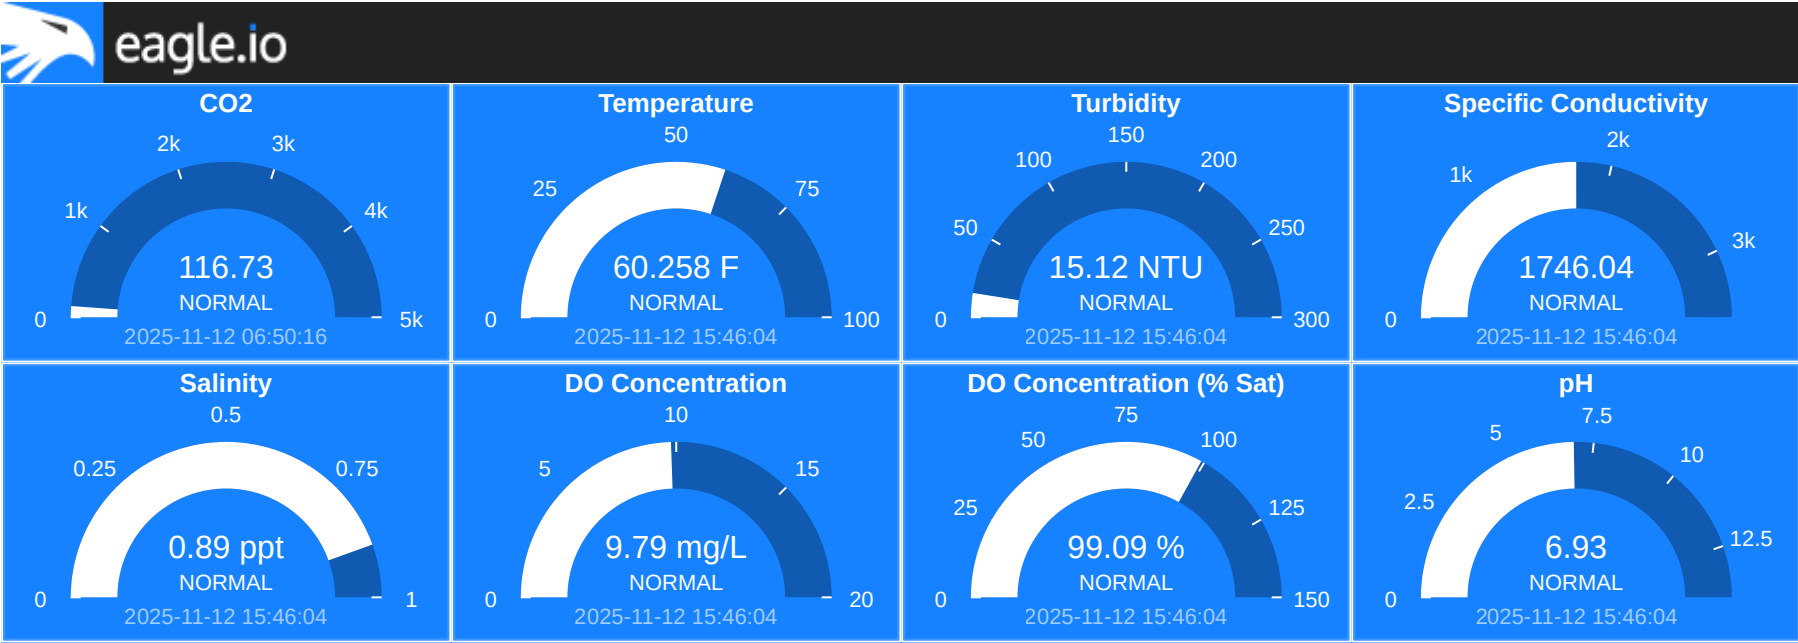 eagle.io
CO2
0
1k
2k
3k
4k
5k
116.73
NORMAL
2025-11-12 06:50:16
Temperature
0
25
50
75
100
60.258 F
NORMAL
2025-11-12 15:46:04
Turbidity
0
50
100
150
200
250
300
15.12 NTU
NORMAL
2025-11-12 15:46:04
Specific Conductivity
0
1k
2k
3k
1746.04
NORMAL
2025-11-12 15:46:04
Salinity
0
0.25
0.5
0.75
1
0.89 ppt
NORMAL
2025-11-12 15:46:04
DO Concentration
0
5
10
15
20
9.79 mg/L
NORMAL
2025-11-12 15:46:04
DO Concentration (% Sat)
0
25
50
75
100
125
150
99.09 %
NORMAL
2025-11-12 15:46:04
pH
0
2.5
5
7.5
10
12.5
6.93
NORMAL
2025-11-12 15:46:04